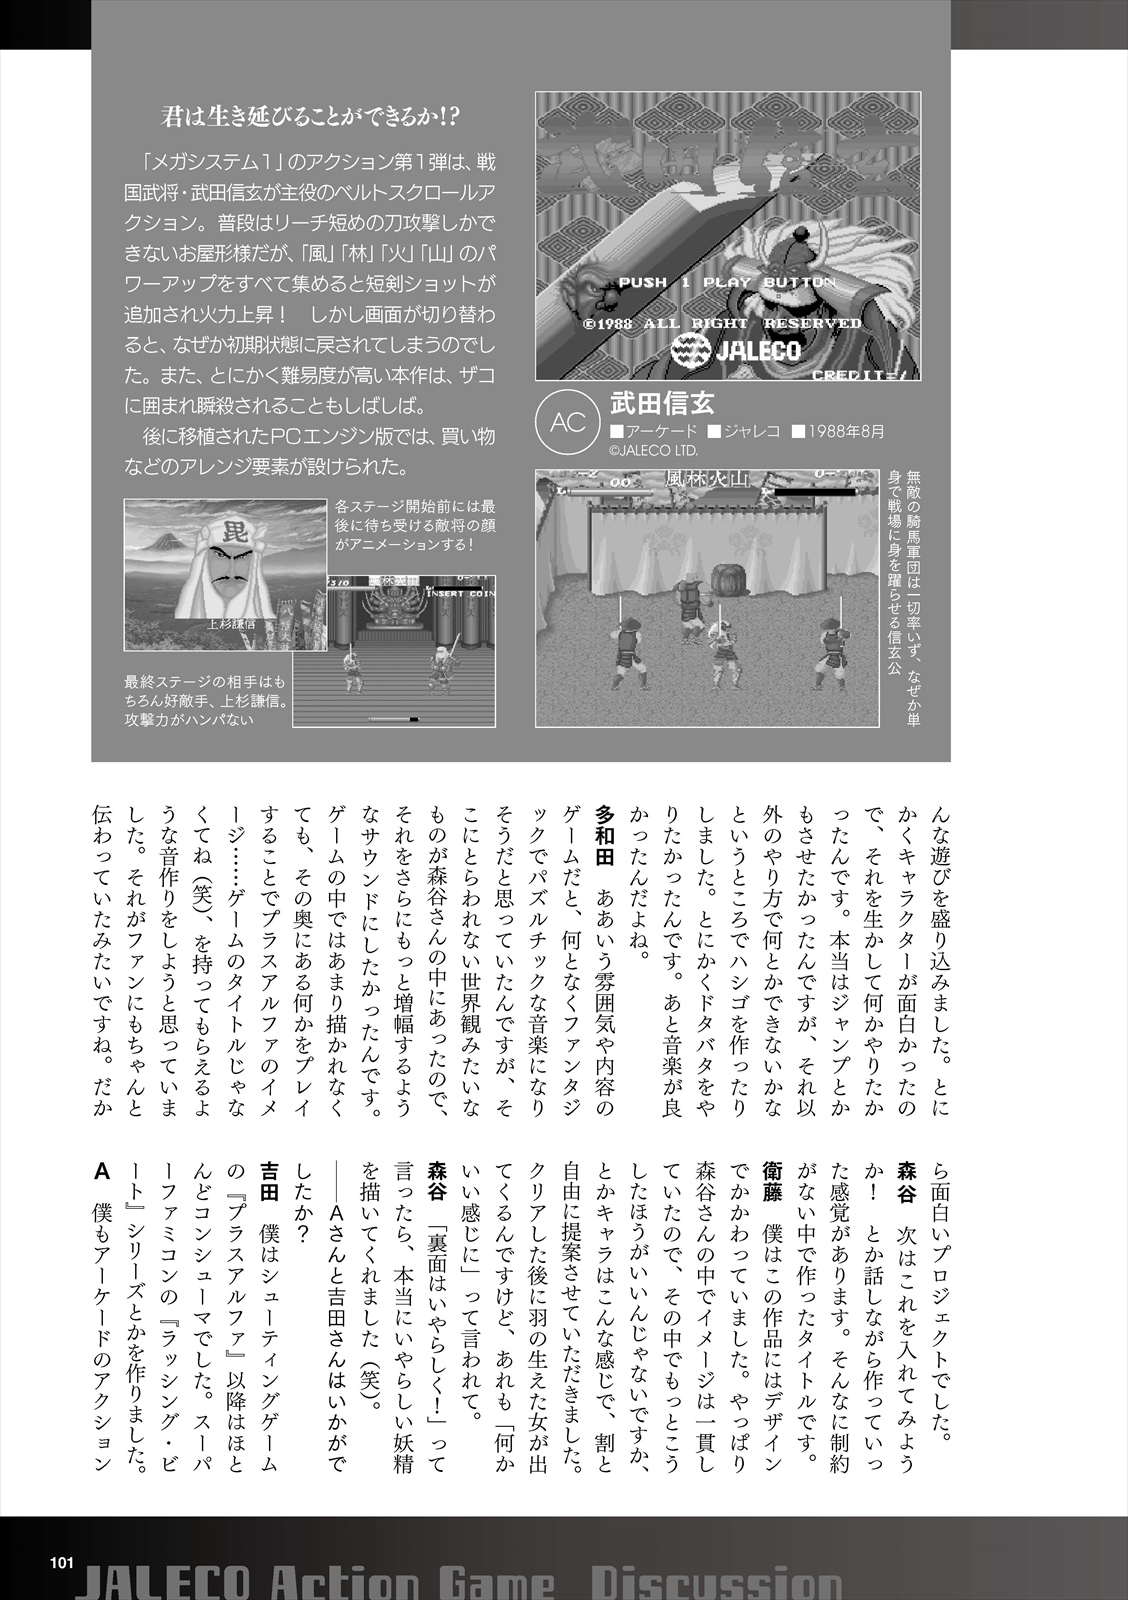 君は生き延びることができるか!?
「メガシステム1」のアクション第1弾は、戦
国武将・武田信玄が主役のベルトスクロールア
クション。普段はリーチ短めの刀攻撃しかで
きないお屋形様だが、「風」「林」「火」「山」のパ
ワーアップをすべて集めると短剣ショットが
追加され火力上昇！　しかし画面が切り替わ
ると、なぜか初期状態に戻されてしまうのでし
た。また、とにかく難易度が高い本作は、ザコ
に囲まれ瞬殺されることもしばしば。
　後に移植されたPCエンジン版では、買い物
などのアレンジ要素が設けられた。
武田信玄
PUSH 1 PLAY BUTTON
©1988 ALL RIGHT RESERVED
JALECO
CREDIT=/
AC
武田信玄
■アーケード ■ジャレコ ■1988年8月
©JALECO LTD.
風林火山
無敵の騎馬軍団は一切率いず、なぜか単
身で戦場に身を躍らせる信玄公
毘
上杉謙信
各ステージ開始前には最
後に待ち受ける敵将の顔
がアニメーションする！
INSERT COIN
最終ステージの相手はも
ちろん好敵手、上杉謙信。
攻撃力がハンパない
んな遊びを盛り込みました。とに
かくキャラクターが面白かったの
で、それを生かして何かやりたか
ったんです。本当はジャンプとか
もさせたかったんですが、それ以
外のやり方で何とかできないかな
というところでハシゴを作ったり
しました。とにかくドタバタをや
りたかったんです。あと音楽が良
かったんだよね。
多和田　ああいう雰囲気や内容の
ゲームだと、何となくファンタジ
ックでパズルチックな音楽になり
そうだと思っていたんですが、そ
こにとらわれない世界観みたいな
ものが森谷さんの中にあったので、
それをさらにもっと増幅するよう
なサウンドにしたかったんです。
ゲームの中ではあまり描かれなく
ても、その奥にある何かをプレイ
することでプラスアルファのイメ
ージ……ゲームのタイトルじゃな
くてね（笑）、を持ってもらえるよ
うな音作りをしようと思っていま
した。それがファンにもちゃんと
伝わっていたみたいですね。だか
ら面白いプロジェクトでした。
森谷　次はこれを入れてみよう
か！　とか話しながら作っていっ
た感覚があります。そんなに制約
がない中で作ったタイトルです。
衛藤　僕はこの作品にはデザイン
でかかわっていました。やっぱり
森谷さんの中でイメージは一貫し
ていたので、その中でもっとこう
したほうがいいんじゃないですか、
とかキャラはこんな感じで、割と
自由に提案させていただきました。
クリアした後に羽の生えた女が出
てくるんですけど、あれも「何か
いい感じに」って言われて。
森谷　「裏面はいやらしく！」って
言ったら、本当にいやらしい妖精
を描いてくれました（笑）。
――Aさんと吉田さんはいかがで
したか？
吉田　僕はシューティングゲーム
の『プラスアルファ』以降はほと
んどコンシューマでした。スーパ
ーファミコンの『ラッシング・ビ
ート』シリーズとかを作りました。
A　僕もアーケードのアクション
101
JALECO Action Game Discussion